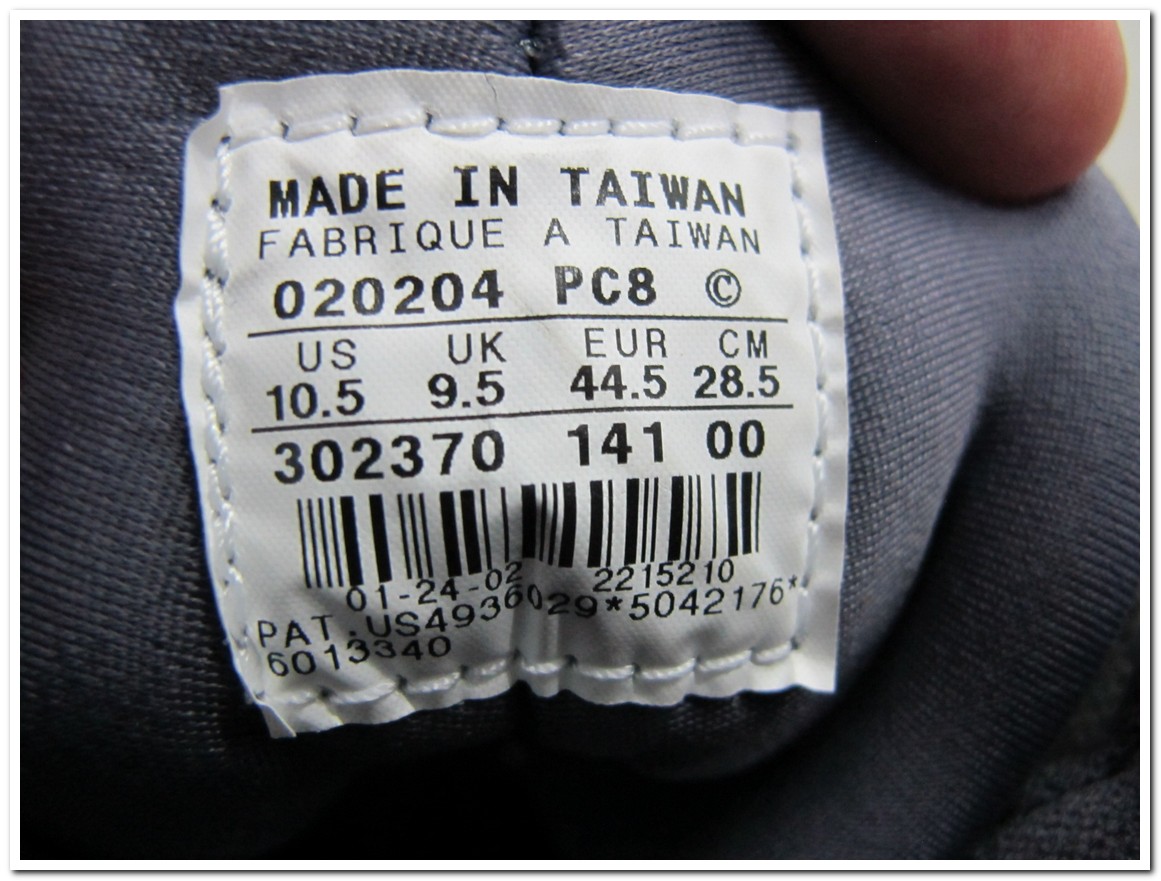 MADE IN TAIWAN
FABRIQUE A TAIWAN
020204 PC8 ©
US UK EUR CM
10.5 9.5 44.5 28.5
302370 141 00
01-24-02 2215210
PAT.US4936029*5042176*
6013340